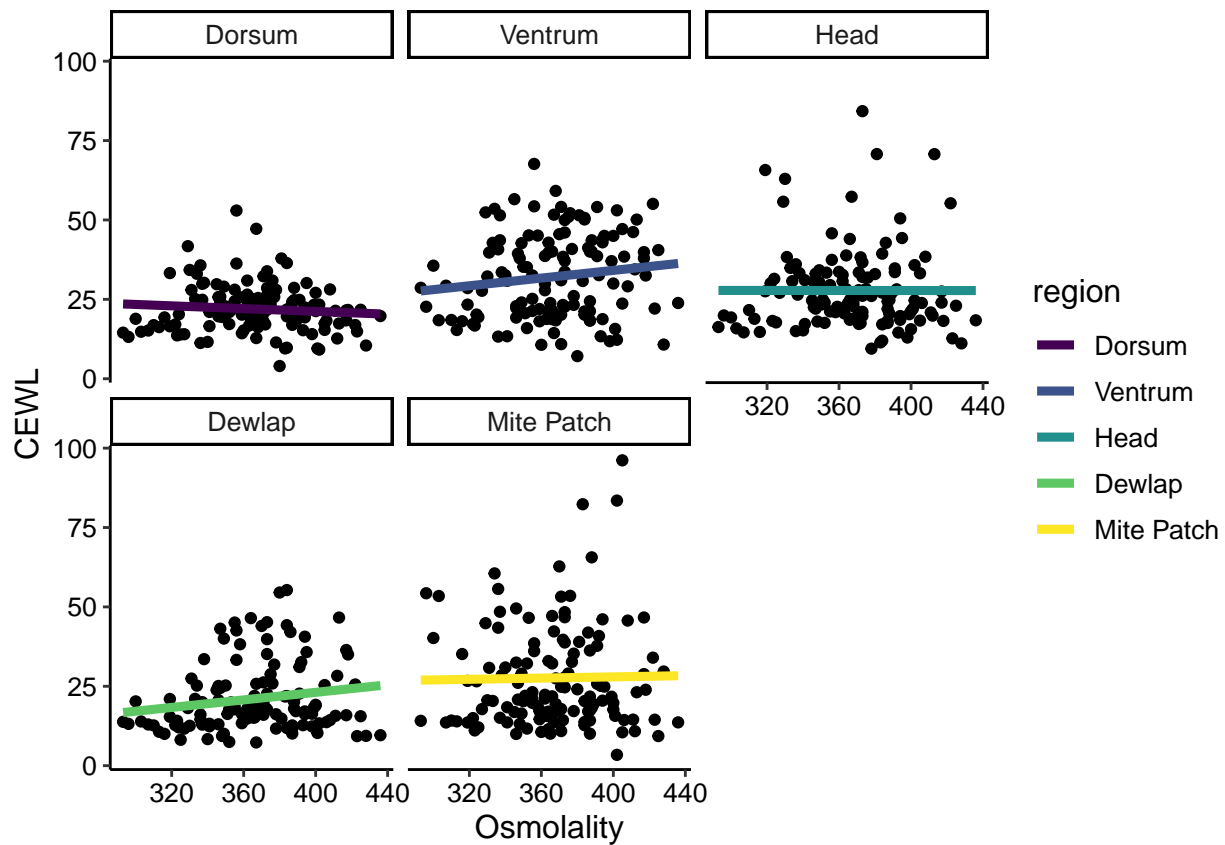 Dorsum Ventrum Head
100
75
50
25
0
CEWL
320 360 400 440
region
Dorsum
Ventrum
Head
Dewlap
Mite Patch
Dewlap Mite Patch
100
75
50
25
0
320 360 400 440 320 360 400 440
Osmolality